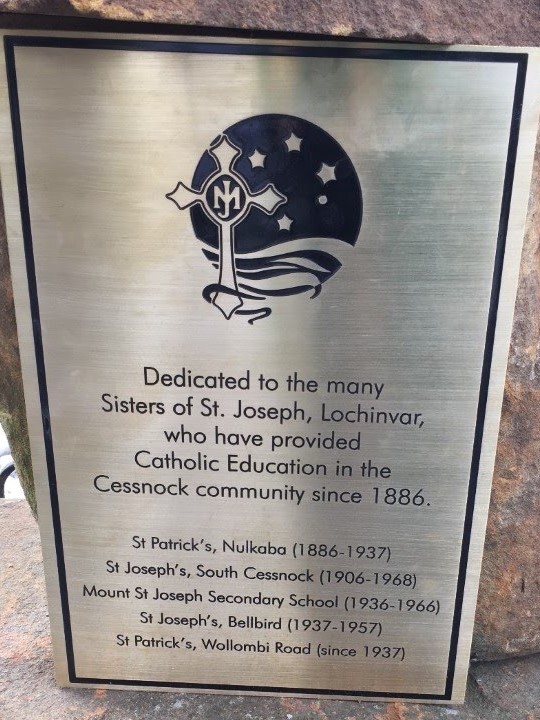 Dedicated to the many
Sisters of St. Joseph, Lochinvar,
who have provided
Catholic Education in the
Cessnock community since 1886.
St Patrick's, Nulkaba (1886-1937)
St Joseph's, South Cessnock (1906-1968)
Mount St Joseph Secondary School (1936-1966)
St Joseph's, Bellbird (1937-1957)
St Patrick's, Wollombi Road (since 1937)